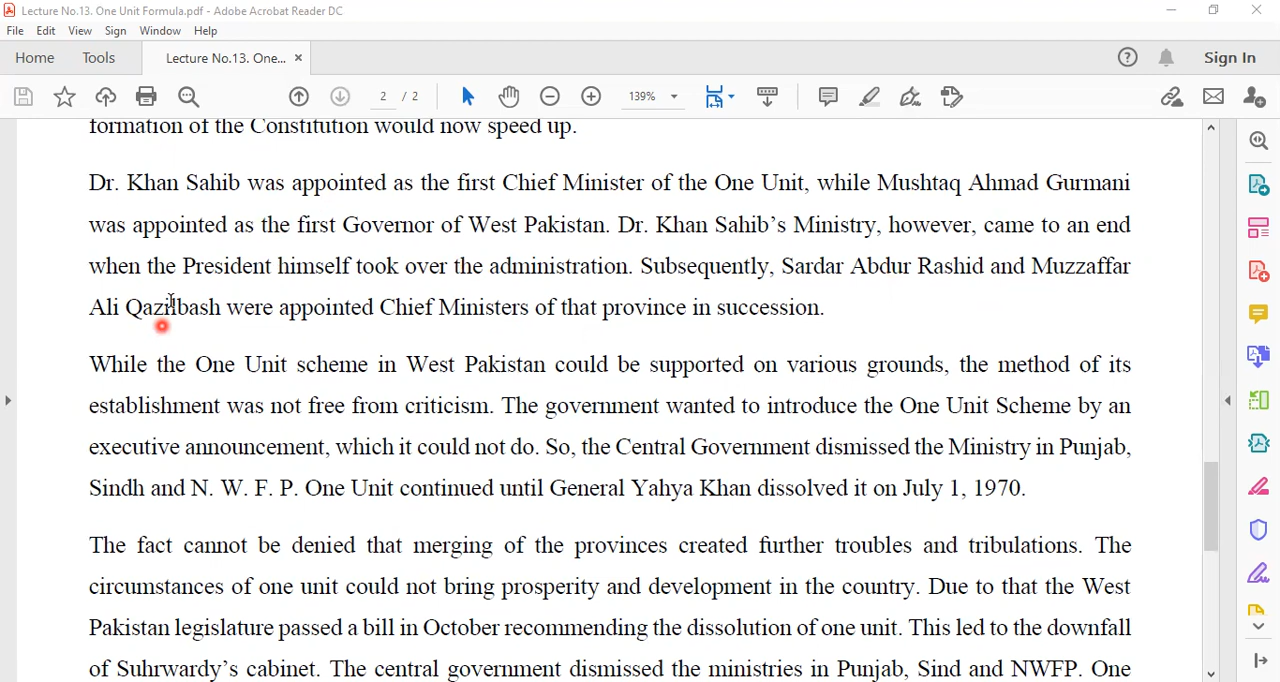 Lecture No.13. One Unit Formula.pdf - Adobe Acrobat Reader DC
File Edit View Sign Window Help
Home Tools Lecture No.13. One... × Sign In
2 / 2 139%
formation of the Constitution would now speed up.
Dr. Khan Sahib was appointed as the first Chief Minister of the One Unit, while Mushtaq Ahmad Gurmani
was appointed as the first Governor of West Pakistan. Dr. Khan Sahib’s Ministry, however, came to an end
when the President himself took over the administration. Subsequently, Sardar Abdur Rashid and Muzzaffar
Ali Qazilbash were appointed Chief Ministers of that province in succession.
While the One Unit scheme in West Pakistan could be supported on various grounds, the method of its
establishment was not free from criticism. The government wanted to introduce the One Unit Scheme by an
executive announcement, which it could not do. So, the Central Government dismissed the Ministry in Punjab,
Sindh and N. W. F. P. One Unit continued until General Yahya Khan dissolved it on July 1, 1970.
The fact cannot be denied that merging of the provinces created further troubles and tribulations. The
circumstances of one unit could not bring prosperity and development in the country. Due to that the West
Pakistan legislature passed a bill in October recommending the dissolution of one unit. This led to the downfall
of Suhrwardy’s cabinet. The central government dismissed the ministries in Punjab, Sind and NWFP. One